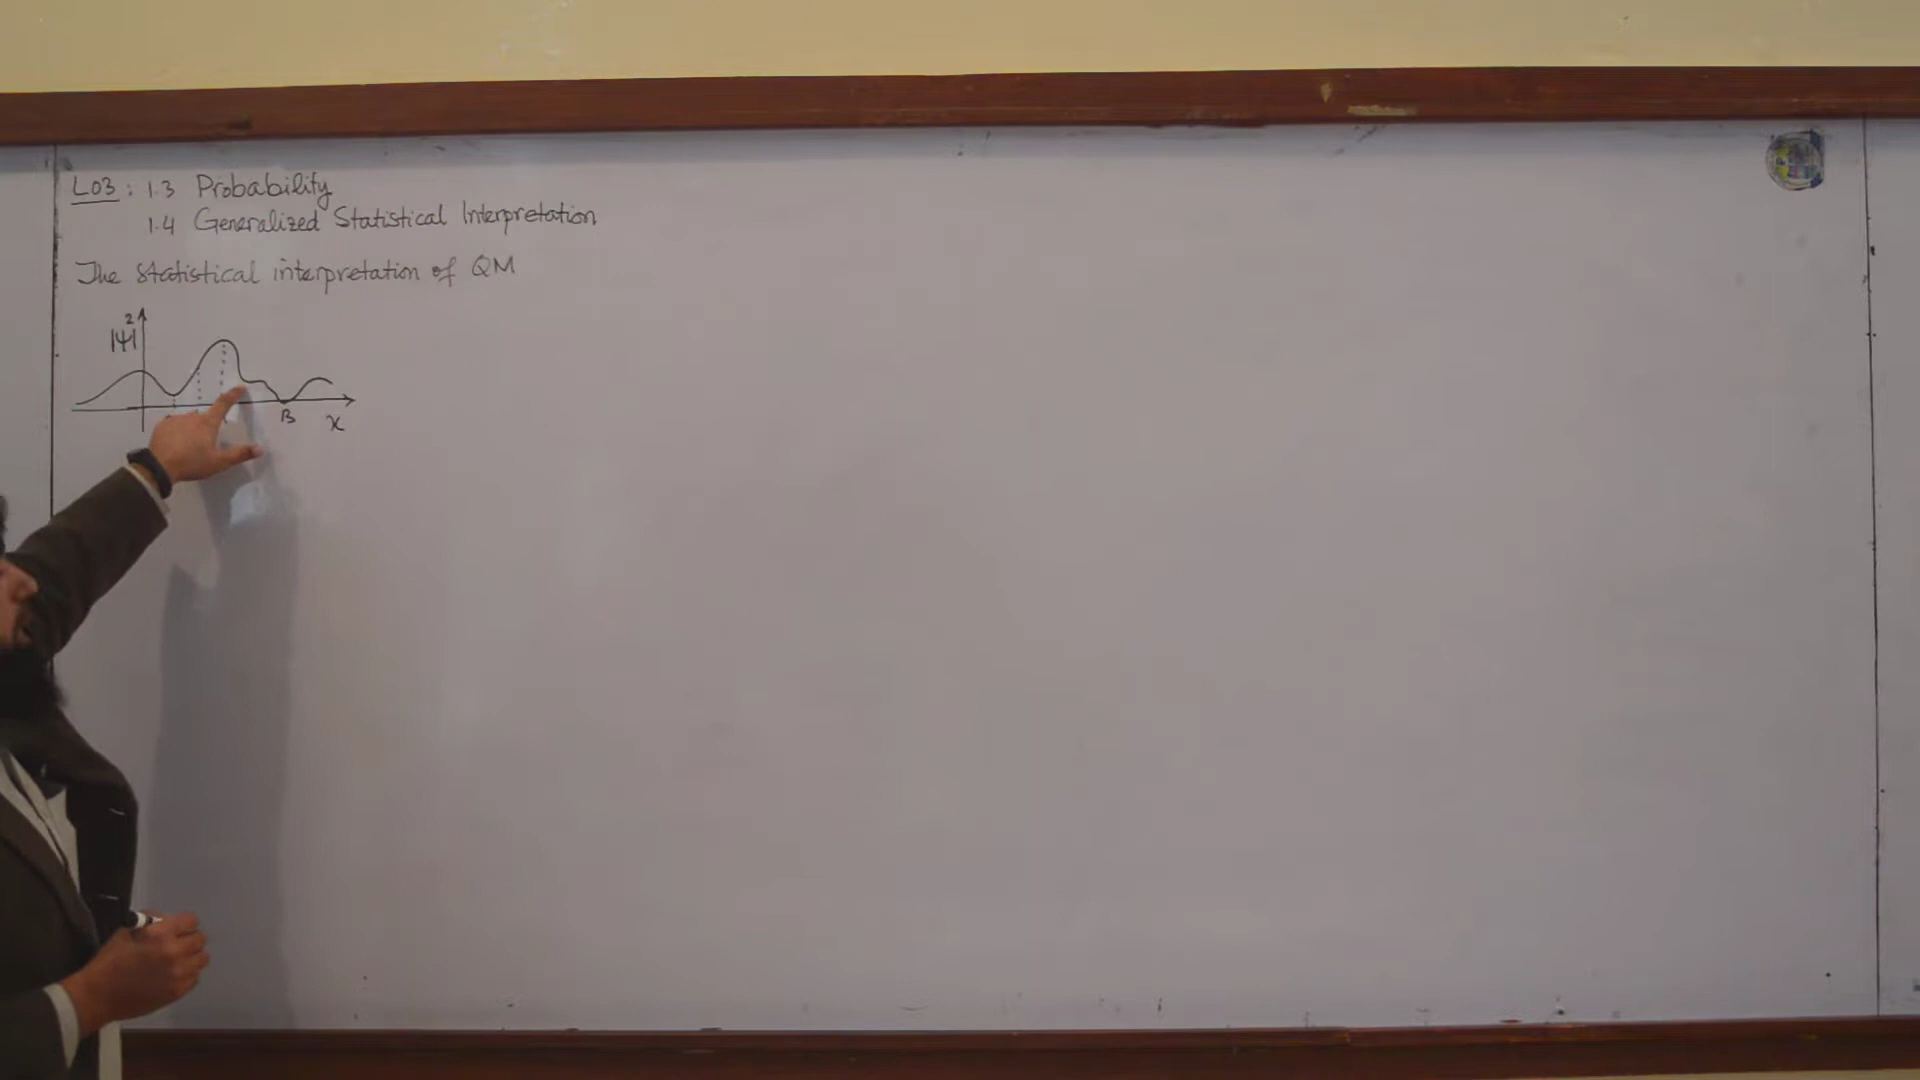 L03 : 1.3 Probability
1.4 Generalized Statistical Interpretation
The statistical interpretation of QM
|Ψ|²
B
x